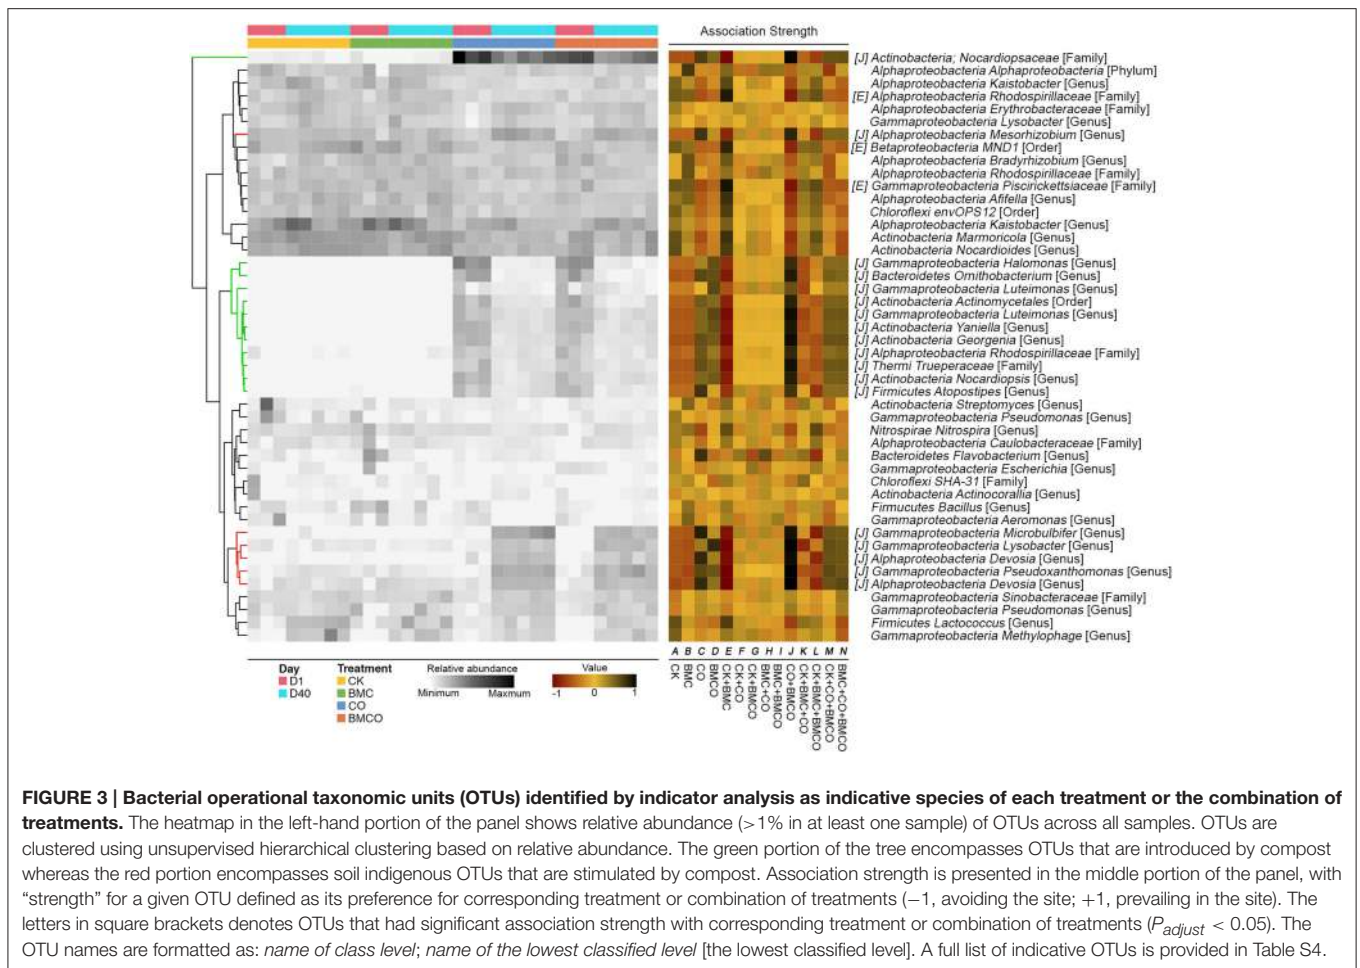 Association Strength
[J] Actinobacteria; Nocardiopsaceae [Family]
Alphaproteobacteria Alphaproteobacteria [Phylum]
Alphaproteobacteria Kaistobacter [Genus]
[E] Alphaproteobacteria Rhodospirillaceae [Family]
Alphaproteobacteria Erythrobacteraceae [Family]
Gammaproteobacteria Lysobacter [Genus]
[J] Alphaproteobacteria Mesorhizobium [Genus]
[E] Betaproteobacteria MND1 [Order]
Alphaproteobacteria Bradyrhizobium [Genus]
Alphaproteobacteria Rhodospirillaceae [Family]
[E] Gammaproteobacteria Piscirickettsiaceae [Family]
Alphaproteobacteria Afifella [Genus]
Chloroflexi envOPS12 [Order]
Alphaproteobacteria Kaistobacter [Genus]
Actinobacteria Marmoricola [Genus]
Actinobacteria Nocardioides [Genus]
[J] Gammaproteobacteria Halomonas [Genus]
[J] Bacteroidetes Ornithobacterium [Genus]
[J] Gammaproteobacteria Luteimonas [Genus]
[J] Actinobacteria Actinomycetales [Order]
[J] Gammaproteobacteria Luteimonas [Genus]
[J] Actinobacteria Yaniella [Genus]
[J] Actinobacteria Georgenia [Genus]
[J] Alphaproteobacteria Rhodospirillaceae [Family]
[J] Thermi Trueperaceae [Family]
[J] Actinobacteria Nocardiopsis [Genus]
[J] Firmicutes Atopostipes [Genus]
Actinobacteria Streptomyces [Genus]
Gammaproteobacteria Pseudomonas [Genus]
Nitrospirae Nitrospira [Genus]
Alphaproteobacteria Caulobacteraceae [Family]
Bacteroidetes Flavobacterium [Genus]
Gammaproteobacteria Escherichia [Genus]
Chloroflexi SHA-31 [Family]
Actinobacteria Actinocorallia [Genus]
Firmucutes Bacillus [Genus]
Gammaproteobacteria Aeromonas [Genus]
[J] Gammaproteobacteria Microbulbifer [Genus]
[J] Gammaproteobacteria Lysobacter [Genus]
[J] Alphaproteobacteria Devosia [Genus]
[J] Gammaproteobacteria Pseudoxanthomonas [Genus]
[J] Alphaproteobacteria Devosia [Genus]
Gammaproteobacteria Sinobacteraceae [Family]
Gammaproteobacteria Pseudomonas [Genus]
Firmicutes Lactococcus [Genus]
Gammaproteobacteria Methylophage [Genus]
A B C D E F G H I J K L M N
CK
BMC
CO
BMCO
CK+BMC
CK+CO
CK+BMCO
BMC+CO
BMC+BMCO
CO+BMCO
CK+BMC+CO
CK+BMC+BMCO
CK+CO+BMCO
BMC+CO+BMCO
Day
D1
D40
Treatment
CK
BMC
CO
BMCO
Relative abundance
Minimum Maxmum
Value
-1 0 1
FIGURE 3 | Bacterial operational taxonomic units (OTUs) identified by indicator analysis as indicative species of each treatment or the combination of
treatments. The heatmap in the left-hand portion of the panel shows relative abundance (>1% in at least one sample) of OTUs across all samples. OTUs are
clustered using unsupervised hierarchical clustering based on relative abundance. The green portion of the tree encompasses OTUs that are introduced by compost
whereas the red portion encompasses soil indigenous OTUs that are stimulated by compost. Association strength is presented in the middle portion of the panel, with
“strength” for a given OTU defined as its preference for corresponding treatment or combination of treatments (−1, avoiding the site; +1, prevailing in the site). The
letters in square brackets denotes OTUs that had significant association strength with corresponding treatment or combination of treatments (Padjust < 0.05). The
OTU names are formatted as: name of class level; name of the lowest classified level [the lowest classified level]. A full list of indicative OTUs is provided in Table S4.